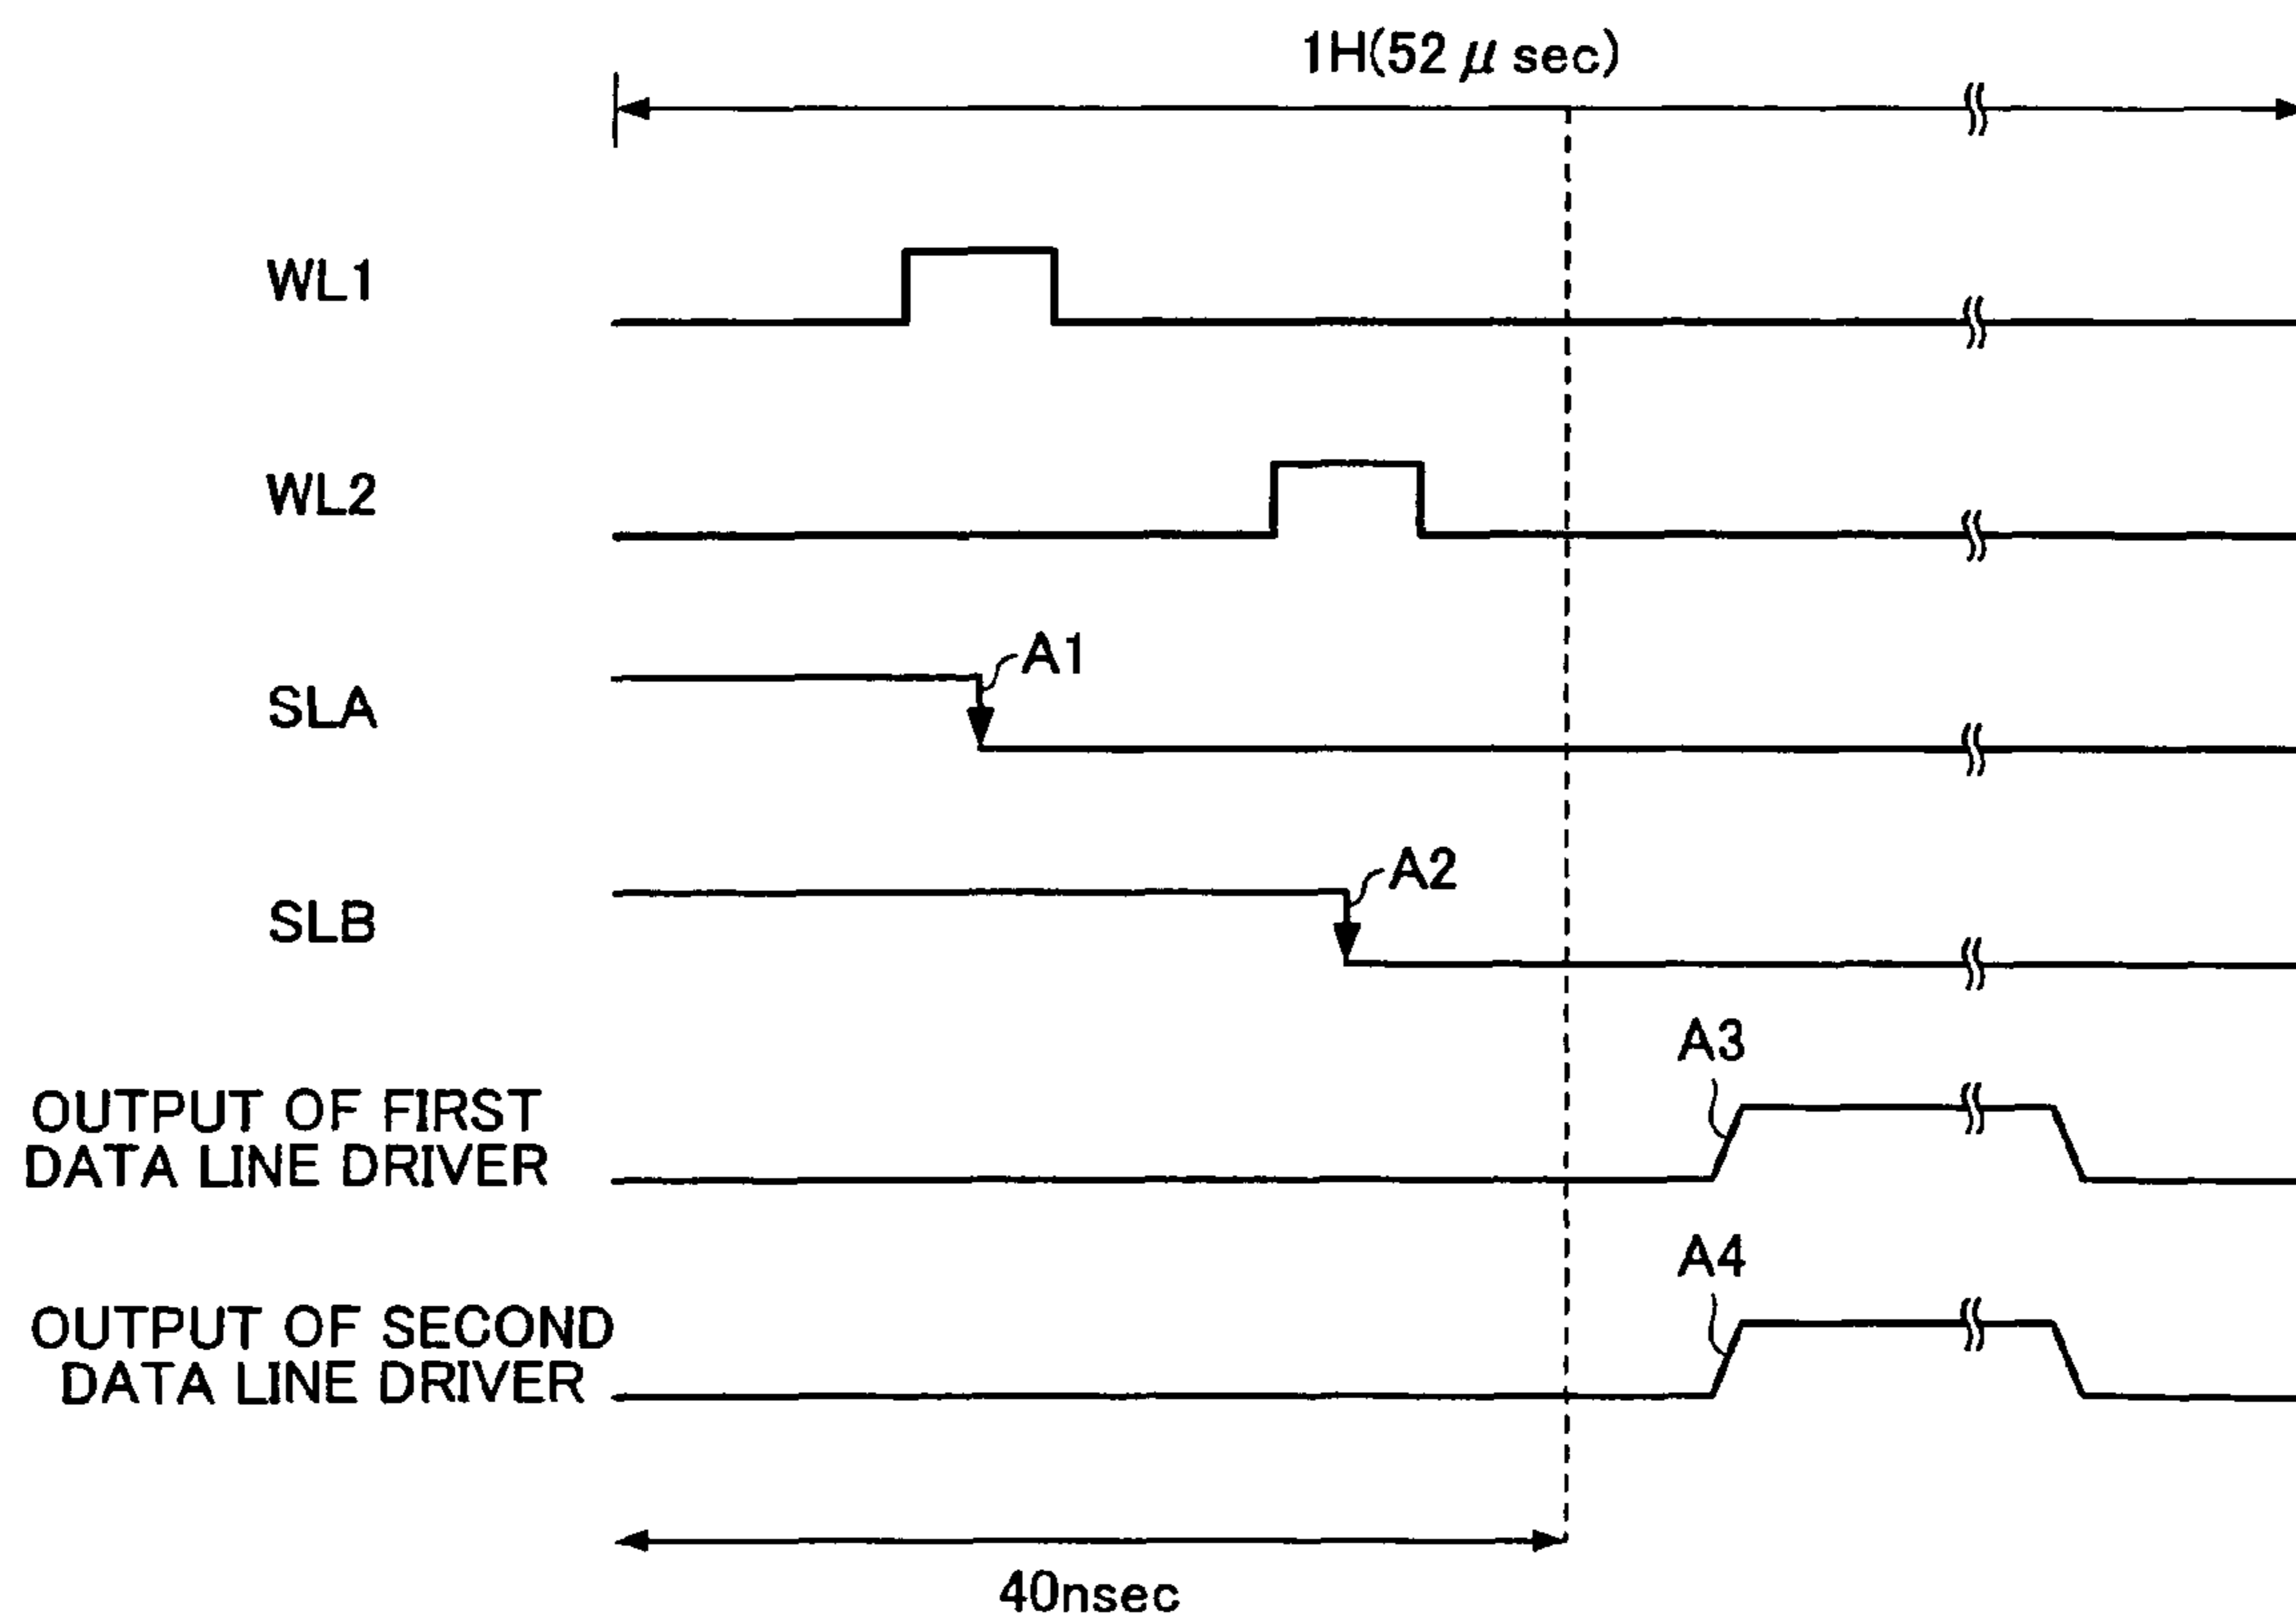 1H(52 μ sec)
WL1
WL2
A1
SLA
A2
SLB
A3
OUTPUT OF FIRST
DATA LINE DRIVER
A4
OUTPUT OF SECOND
DATA LINE DRIVER
40nsec